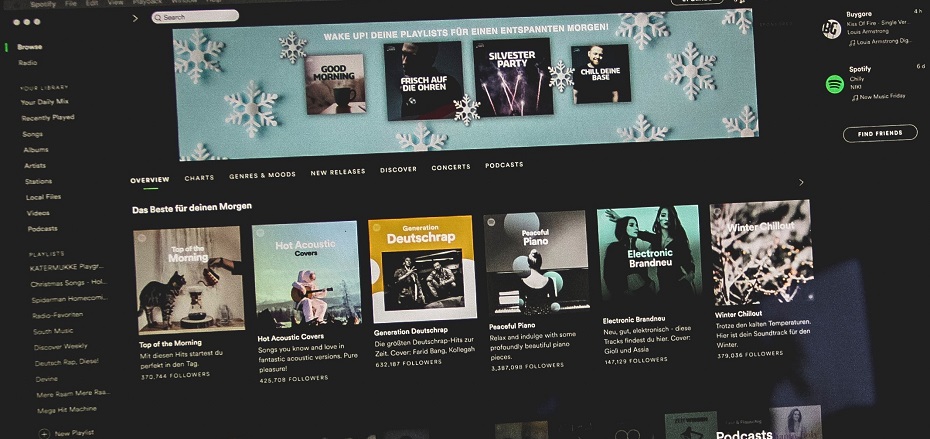 Spotify File Edit View Playback Window Help
Search
Browse
Radio
YOUR LIBRARY
Your Daily Mix
Recently Played
Songs
Albums
Artists
Stations
Local Files
Videos
Podcasts
PLAYLISTS
KATERMUKKE Playgr...
Christmas Songs - Hol...
Spiderman Homecomi...
Radio-Favoriten
South Music
Discover Weekly
Deutsch Rap, Diese!
Devine
Mere Raam Mere Raa...
Mega Hit Machine
New Playlist
WAKE UP! DEINE PLAYLISTS FÜR EINEN ENTSPANNTEN MORGEN!
GOOD
MORNING
FRISCH AUF
DIE OHREN
SILVESTER
PARTY
CHILL DEINE
BASE
OVERVIEW CHARTS GENRES & MOODS NEW RELEASES DISCOVER CONCERTS PODCASTS
Das Beste für deinen Morgen
Top of the
Morning
Top of the Morning
Mit diesen Hits startest du
perfekt in den Tag.
370,744 FOLLOWERS
Hot Acoustic
Covers
Hot Acoustic Covers
Songs you know and love in
fantastic acoustic versions. Pure
pleasure!
425,708 FOLLOWERS
Generation
Deutschrap
Generation Deutschrap
Die größten Deutschrap-Hits zur
Zeit. Cover: Farid Bang, Kollegah
632,187 FOLLOWERS
Peaceful
Piano
Peaceful Piano
Relax and indulge with some
profoundly beautiful piano
pieces.
3,387,098 FOLLOWERS
Electronic
Brandneu
Electronic Brandneu
Neu, gut, elektronisch - diese
Tracks findest du hier. Cover:
Gioli and Assia
147,129 FOLLOWERS
Winter Chillout
Winter Chillout
Trotze den kalten Temperaturen.
Hier ist dein Soundtrack für den
Winter.
379,036 FOLLOWERS
Podcasts
Buygore 4 h
Kiss Of Fire - Single Ver...
Louis Armstrong
Louis Armstrong Dig...
Spotify 6 d
Chilly
NIKI
New Music Friday
FIND FRIENDS